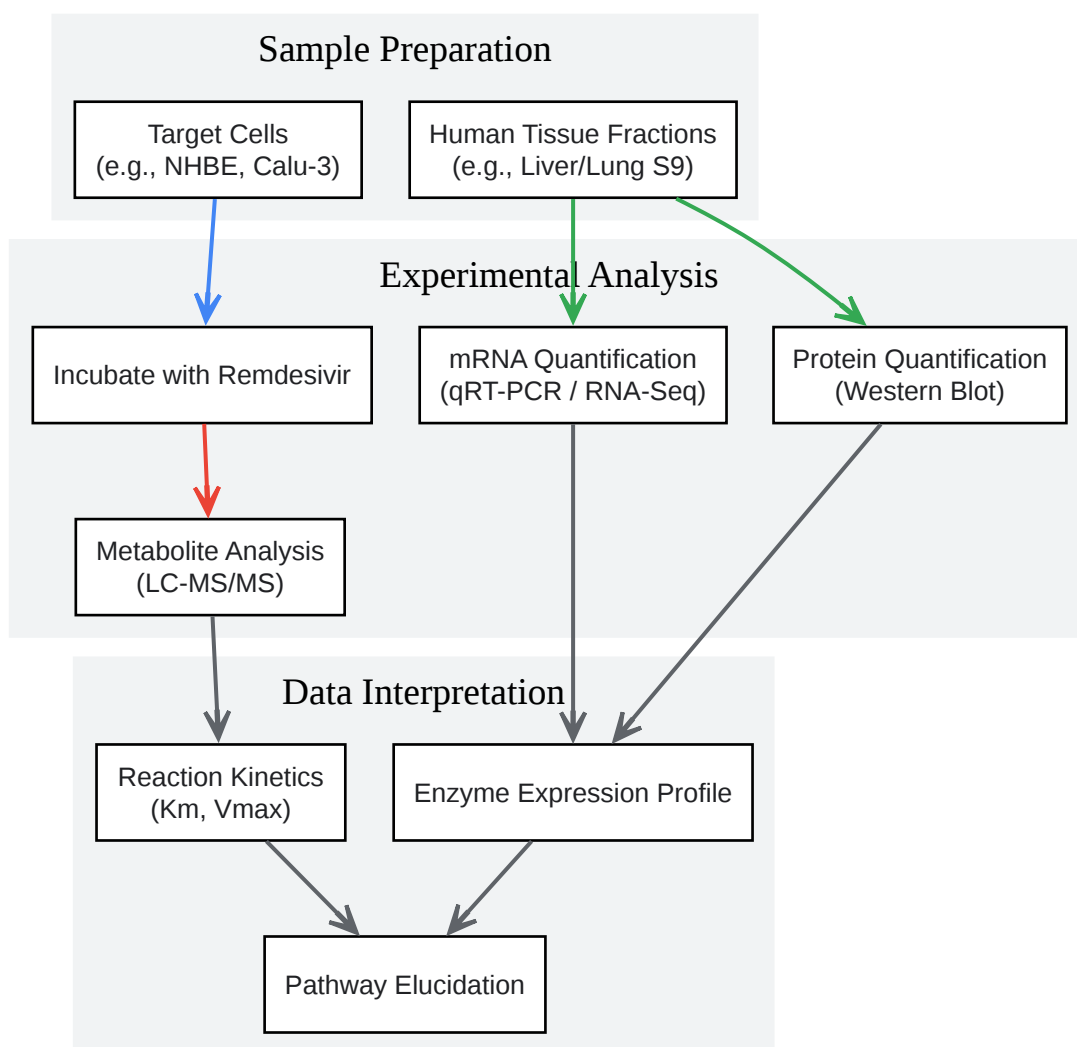 Sample Preparation
Target Cells
(e.g., NHBE, Calu-3)
Human Tissue Fractions
(e.g., Liver/Lung S9)
Experimental Analysis
Incubate with Remdesivir
mRNA Quantification
(qRT-PCR / RNA-Seq)
Protein Quantification
(Western Blot)
Metabolite Analysis
(LC-MS/MS)
Data Interpretation
Reaction Kinetics
(Km, Vmax)
Enzyme Expression Profile
Pathway Elucidation